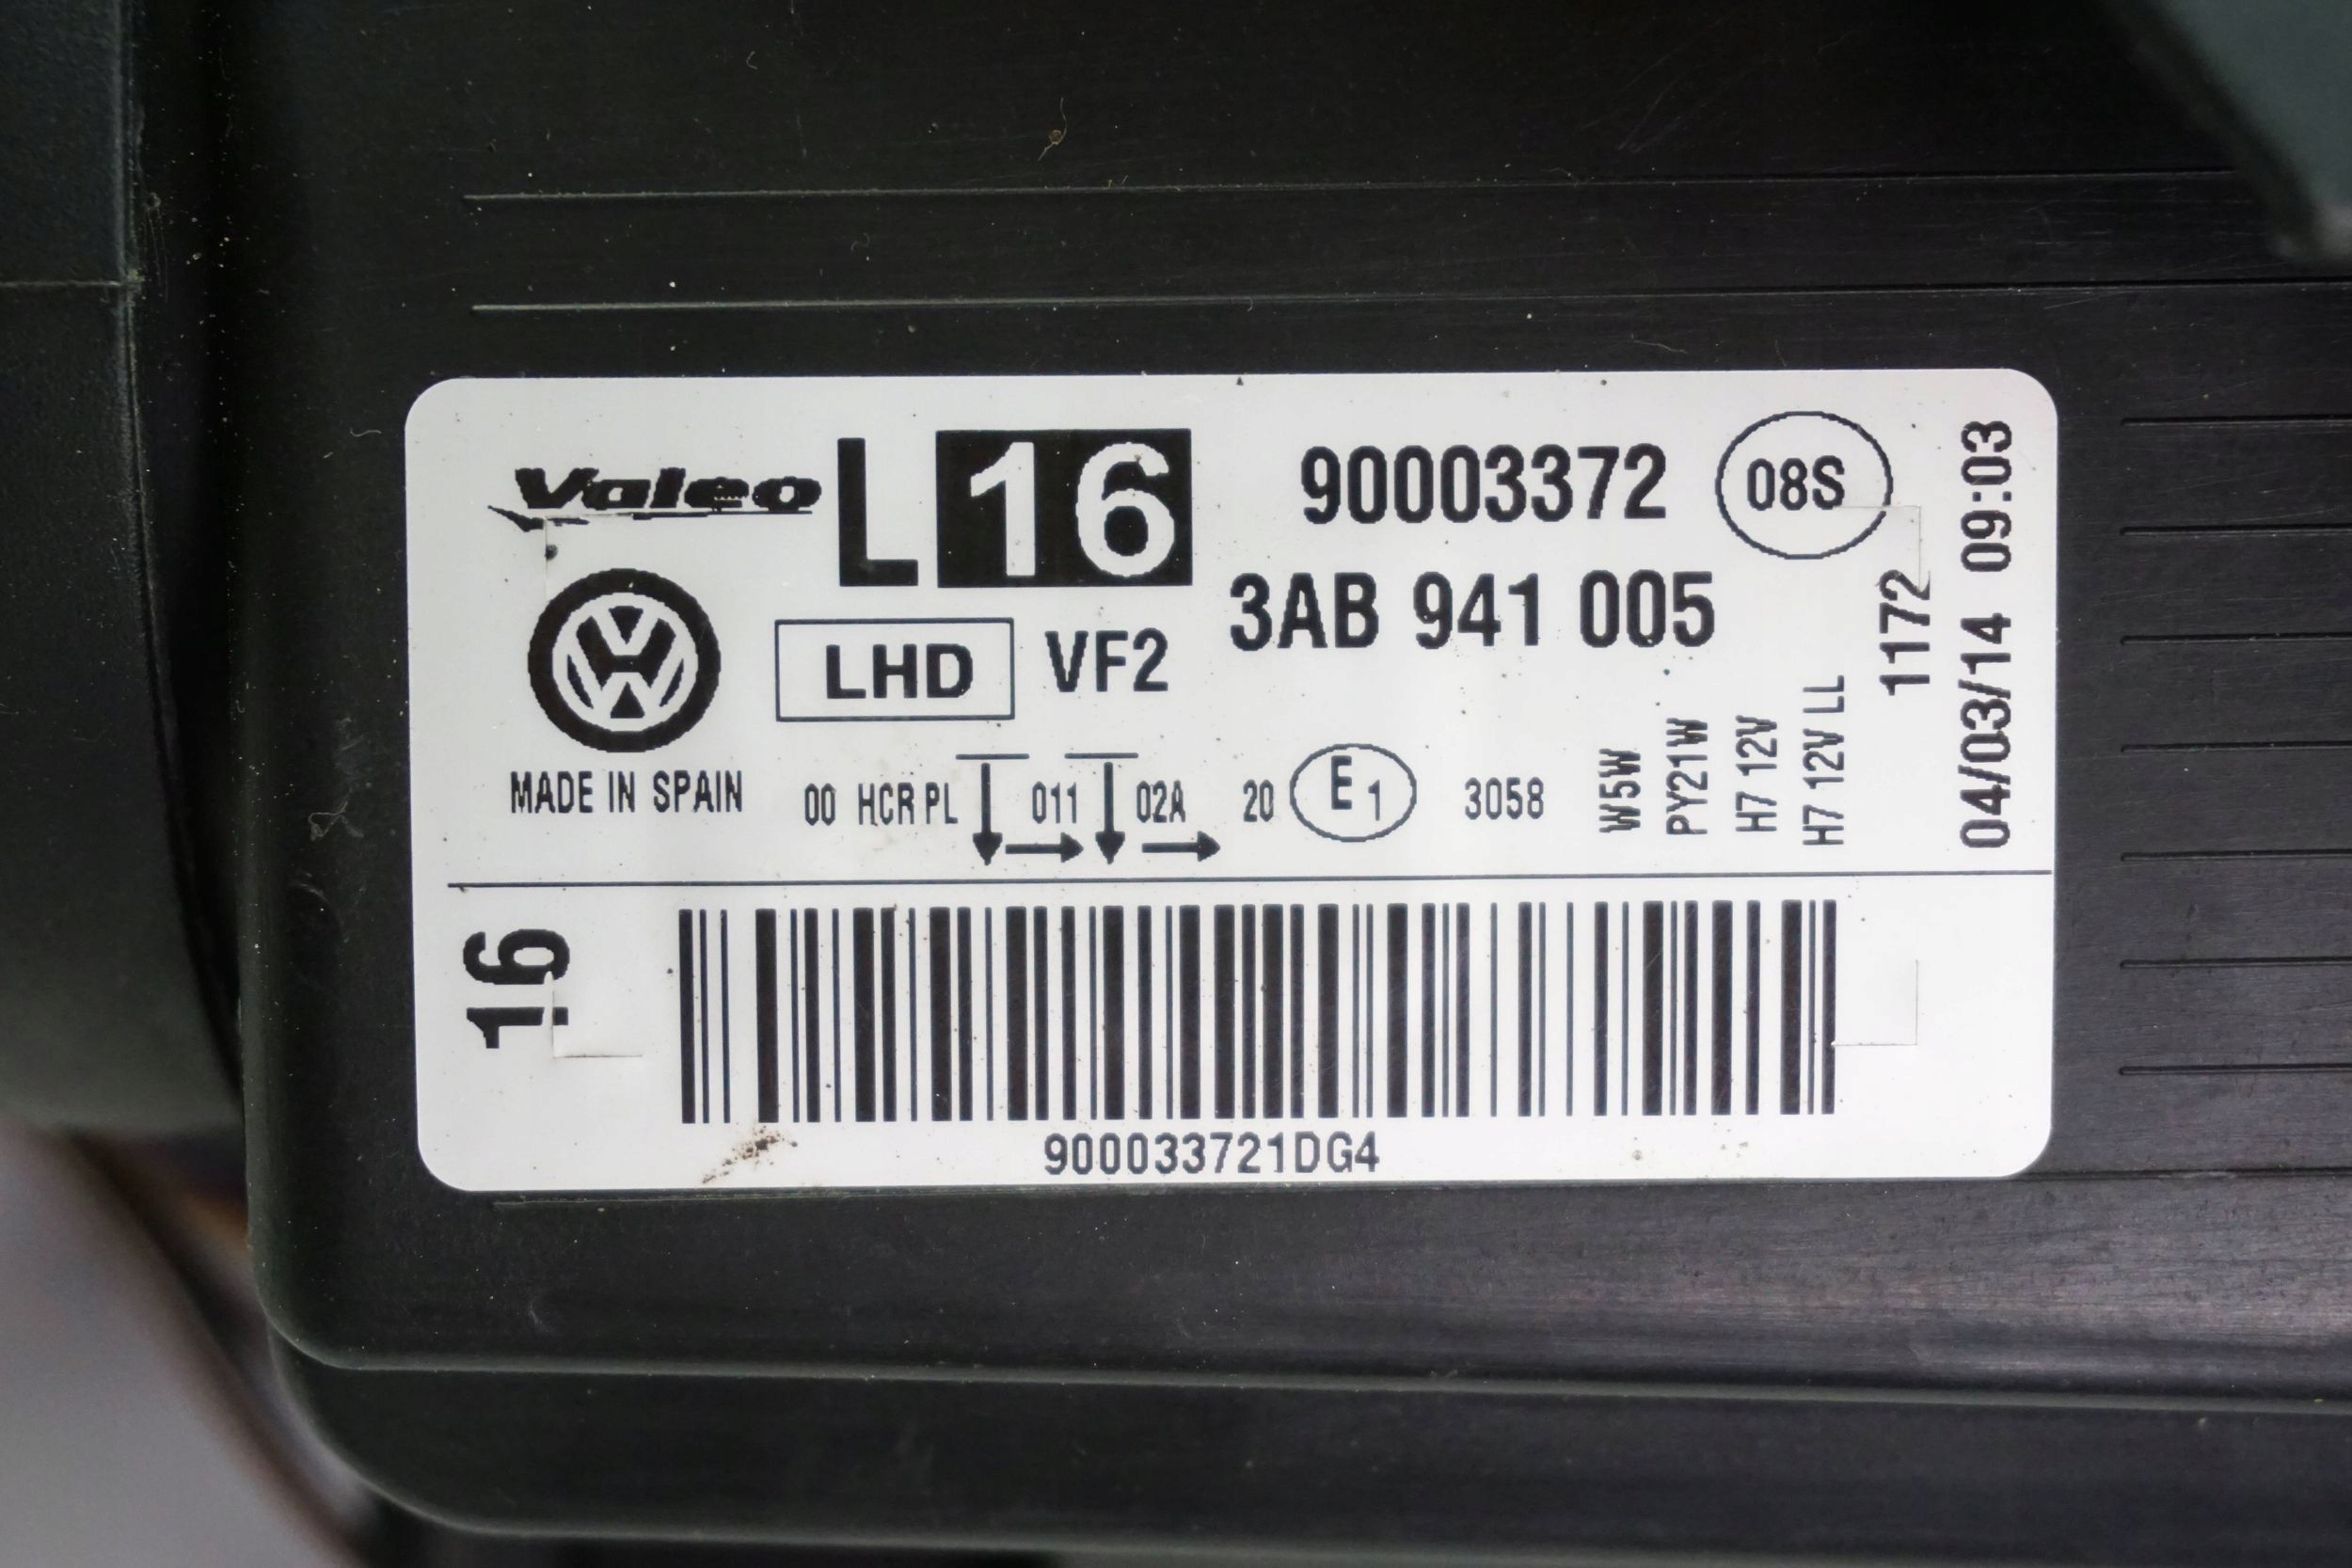 Valeo L 16 90003372 08S
3AB 941 005
LHD VF2
MADE IN SPAIN
00 HCR PL 011 02A 20 E1 3058
W5W
PY21W
H7 12V
H7 12V LL
1172
04/03/14 09:03
16
900033721DG4